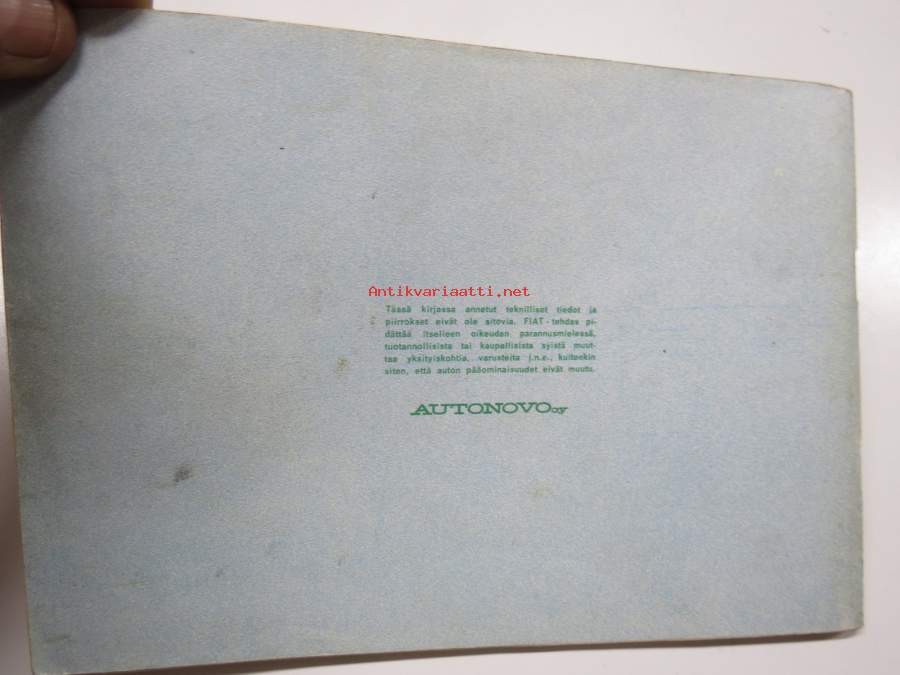 Antikvariaatti.net
Tässä kirjassa annetut teknilliset tiedot ja
piirrokset eivät ole sitovia. FIAT-tehdas pi-
dättää itselleen oikeuden parannusmielessä,
tuotannollisista tai kaupallisista syistä muut-
taa yksityiskohtia, varusteita j.n.e., kuitenkin
siten, että auton pääominaisuudet eivät muutu.
AUTONOVO oy